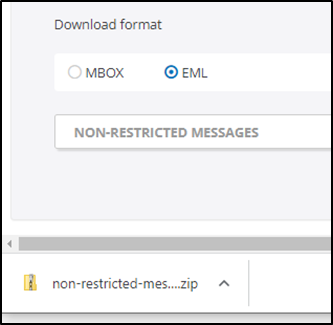 Download format
MBOX EML
NON-RESTRICTED MESSAGES
non-restricted-mes....zip